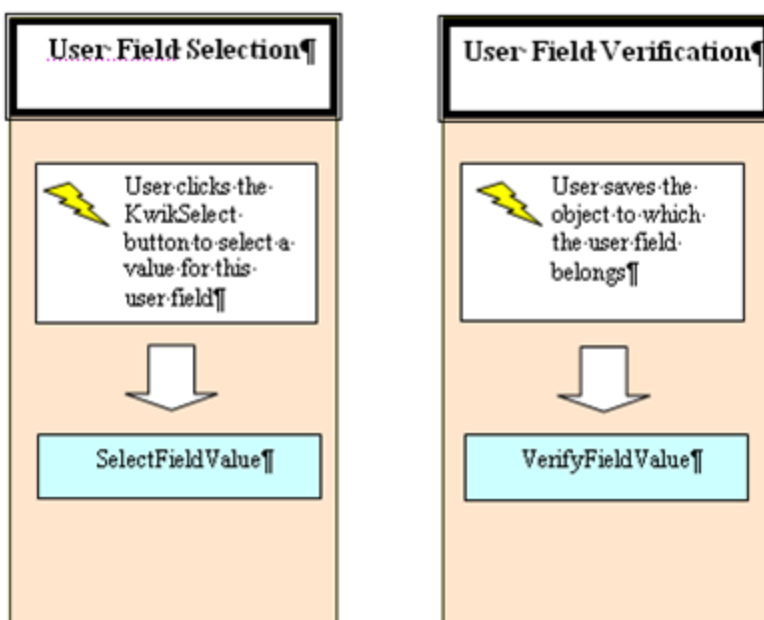 User Field Selection¶
User clicks the
KwikSelect
button to select a
value for this
user field¶
SelectFieldValue¶
User Field Verification¶
User saves the
object to which
the user field
belongs¶
VerifyFieldValue¶